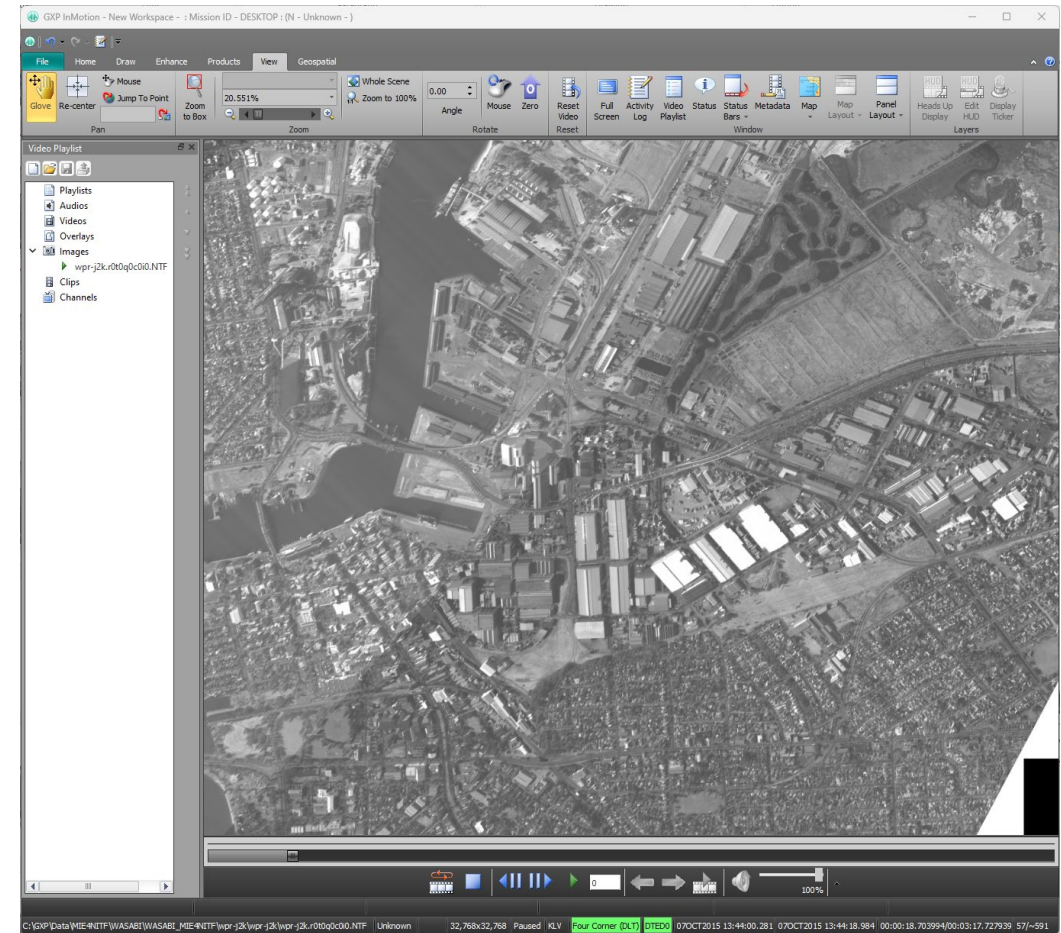 GXP InMotion - New Workspace - : Mission ID - DESKTOP : (N - Unknown - )
File Home Draw Enhance Products View Geospatial
Glove Re-center Mouse Jump To Point
Pan
Zoom to Box 20.551% Whole Scene Zoom to 100%
Zoom
0.00 Angle Mouse Zero
Rotate
Reset Video
Reset
Full Screen Activity Log Video Playlist Status Status Bars Metadata Map Map Layout Panel Layout
Window
Heads Up Display Edit HUD Display Ticker
Layers
Video Playlist
Playlists
Audios
Videos
Overlays
Images
wpr-j2k.r0t0q0c0i0.NTF
Clips
Channels
0 100%
C:\GXP\Data\MIE4NITF\WASABI\WASABI_MIE4NITF\wpr-j2k\wpr-j2k\wpr-j2k.r0t0q0c0i0.NTF Unknown 32,768x32,768 Paused KLV Four Corner (DLT) DTED0 07OCT2015 13:44:00.281 07OCT2015 13:44:18.984 00:00:18.703994/00:03:17.727939 57/~591